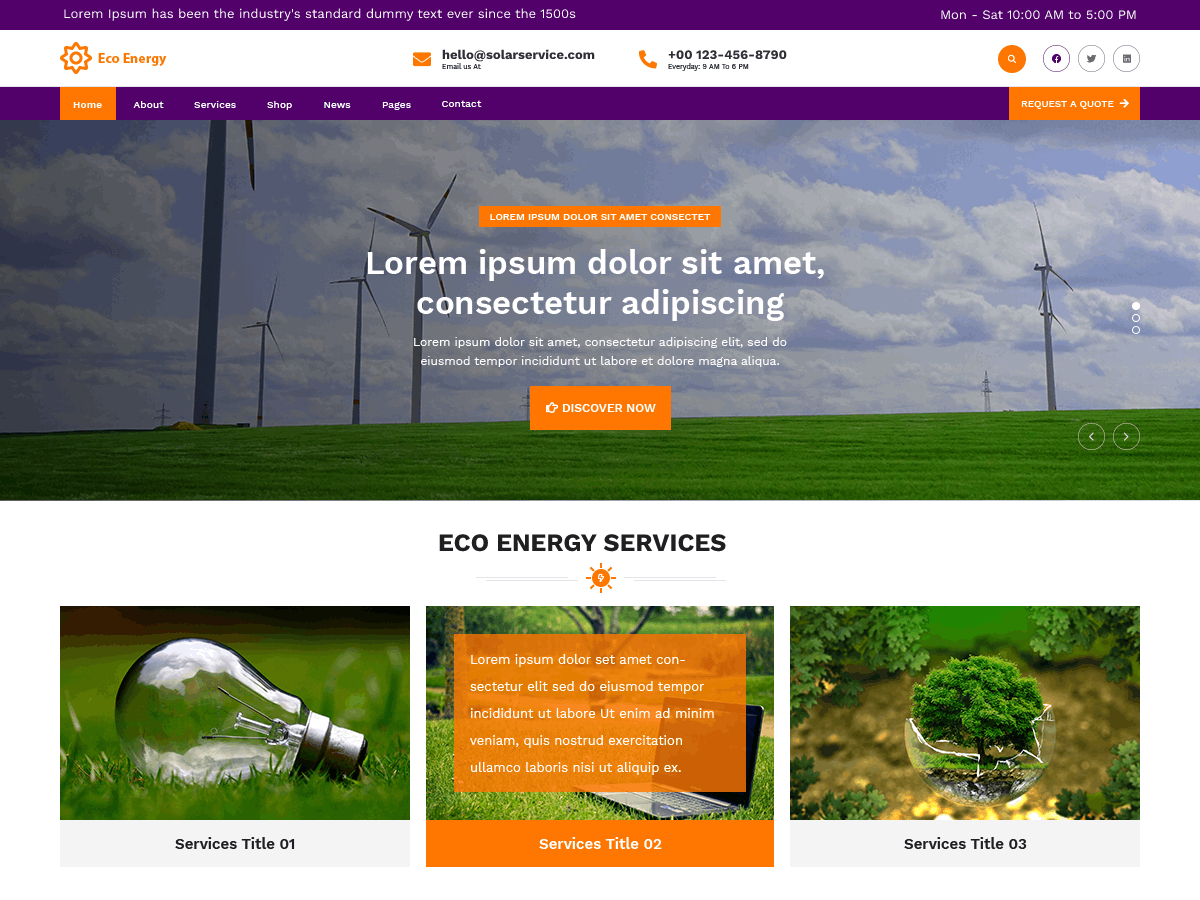 Lorem Ipsum has been the industry's standard dummy text ever since the 1500s
Mon - Sat 10:00 AM to 5:00 PM
Eco Energy
hello@solarservice.com
Email us At
+00 123-456-8790
Everyday: 9 AM To 6 PM
Home
About
Services
Shop
News
Pages
Contact
REQUEST A QUOTE
LOREM IPSUM DOLOR SIT AMET CONSECTET
Lorem ipsum dolor sit amet,
consectetur adipiscing
Lorem ipsum dolor sit amet, consectetur adipiscing elit, sed do
eiusmod tempor incididunt ut labore et dolore magna aliqua.
DISCOVER NOW
ECO ENERGY SERVICES
Lorem ipsum dolor set amet con-
sectetur elit sed do eiusmod tempor
incididunt ut labore Ut enim ad minim
veniam, quis nostrud exercitation
ullamco laboris nisi ut aliquip ex.
Services Title 01
Services Title 02
Services Title 03